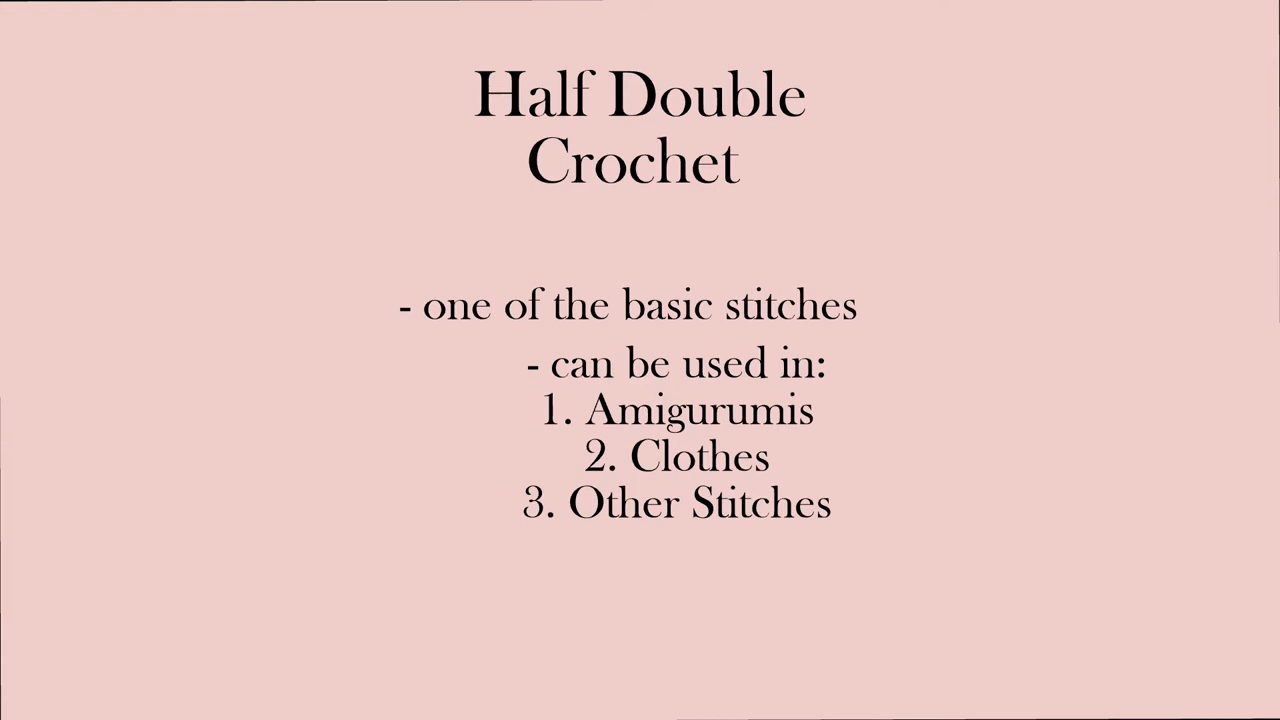 Half Double
Crochet
- one of the basic stitches
- can be used in:
1. Amigurumis
2. Clothes
3. Other Stitches